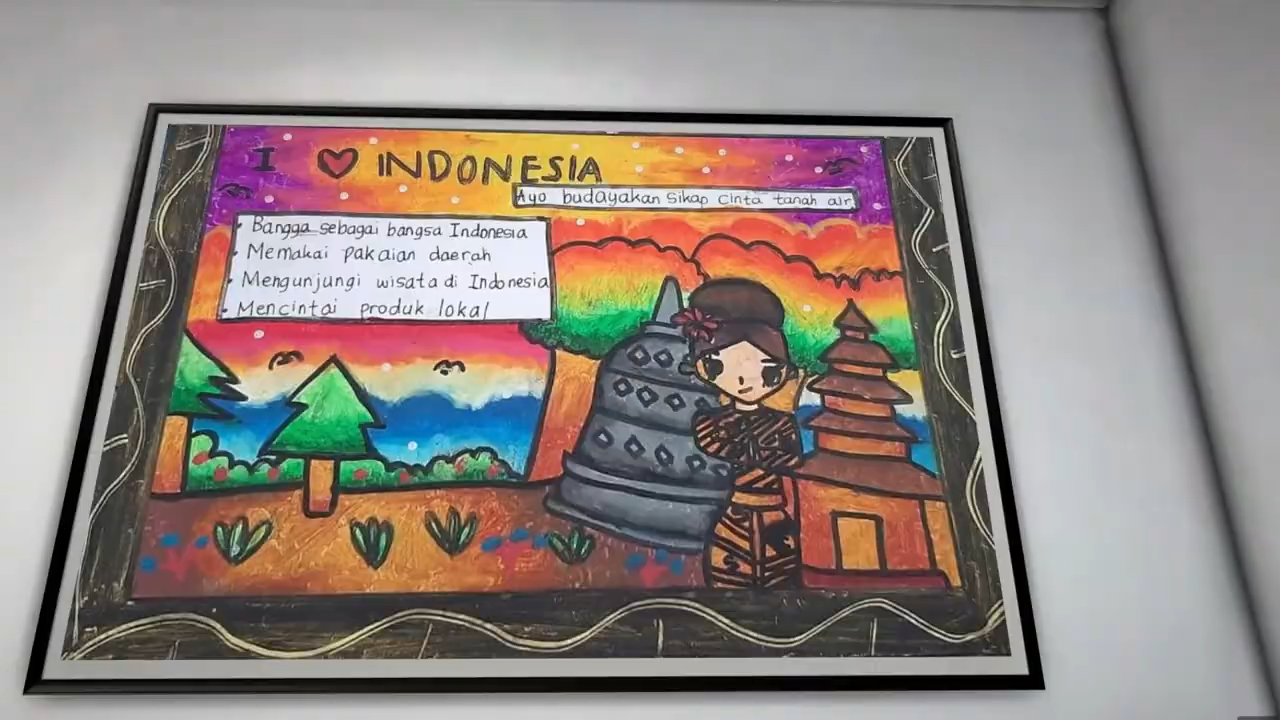 I ❤ INDONESIA
Ayo budayakan Sikap cinta tanah air
• Bangga sebagai bangsa Indonesia
• Memakai pakaian daerah
• Mengunjungi wisata di Indonesia
• Mencintai produk lokal